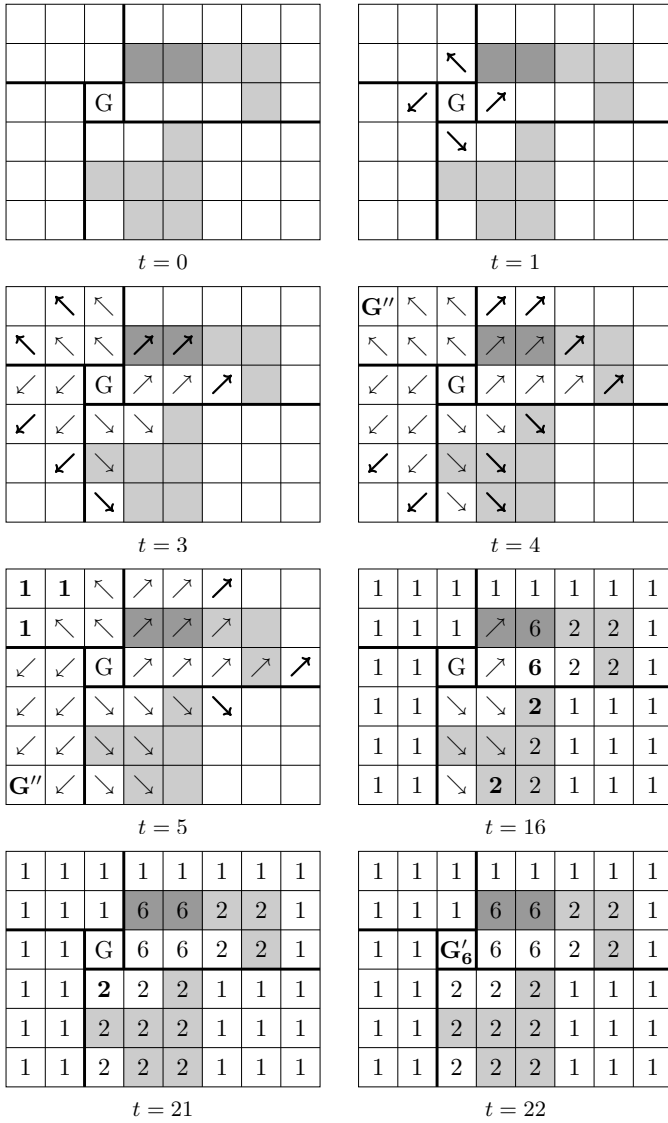 G
t = 0
↖
↙ G ↗
↘
t = 1
↖ ↖
↖ ↖ ↖ ↗ ↗
↙ ↙ G ↗ ↗ ↗
↙ ↙ ↘ ↘
↙ ↘
↘
t = 3
G″ ↖ ↖ ↗ ↗
↖ ↖ ↖ ↗ ↗ ↗
↙ ↙ G ↗ ↗ ↗ ↗
↙ ↙ ↘ ↘ ↘
↙ ↙ ↘ ↘
↙ ↘ ↘
t = 4
1 1 ↖ ↗ ↗ ↗
1 ↖ ↖ ↗ ↗ ↗
↙ ↙ G ↗ ↗ ↗ ↗ ↗
↙ ↙ ↘ ↘ ↘ ↘
↙ ↙ ↘ ↘
G″ ↙ ↘ ↘
t = 5
1 1 1 1 1 1 1 1
1 1 1 ↗ 6 2 2 1
1 1 G ↗ 6 2 2 1
1 1 ↘ ↘ 2 1 1 1
1 1 ↘ ↘ 2 1 1 1
1 1 ↘ 2 2 1 1 1
t = 16
1 1 1 1 1 1 1 1
1 1 1 6 6 2 2 1
1 1 G 6 6 2 2 1
1 1 2 2 2 1 1 1
1 1 2 2 2 1 1 1
1 1 2 2 2 1 1 1
t = 21
1 1 1 1 1 1 1 1
1 1 1 6 6 2 2 1
1 1 G′₆ 6 6 2 2 1
1 1 2 2 2 1 1 1
1 1 2 2 2 1 1 1
1 1 2 2 2 1 1 1
t = 22